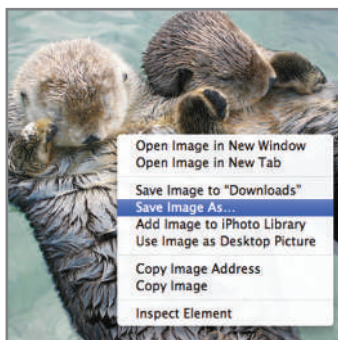 Open Image in New Window
Open Image in New Tab
Save Image to “Downloads”
Save Image As...
Add Image to iPhoto Library
Use Image as Desktop Picture
Copy Image Address
Copy Image
Inspect Element